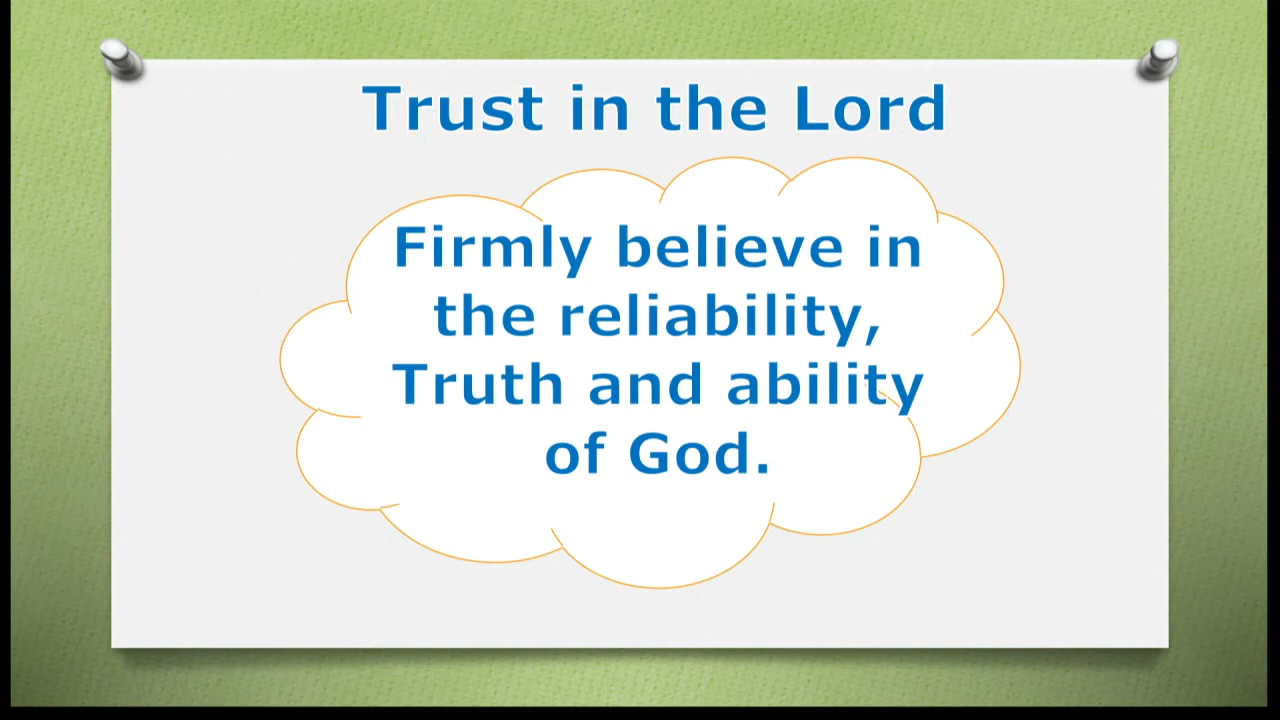 Trust in the Lord
Firmly believe in
the reliability,
Truth and ability
of God.